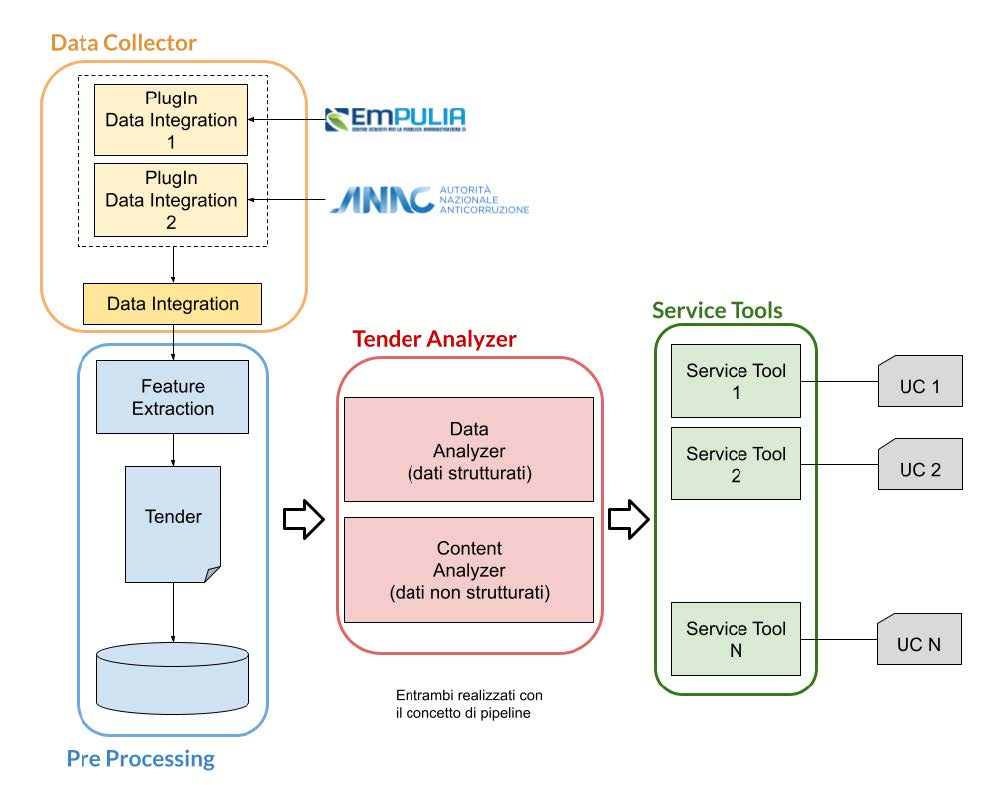 Data Collector
PlugIn
Data Integration
1
EmPULIA
PlugIn
Data Integration
2
ANAC
AUTORITÀ
NAZIONALE
ANTICORRUZIONE
Data Integration
Feature
Extraction
Tender
Pre Processing
Tender Analyzer
Data
Analyzer
(dati strutturati)
Content
Analyzer
(dati non strutturati)
Entrambi realizzati con
il concetto di pipeline
Service Tools
Service Tool
1
UC 1
Service Tool
2
UC 2
Service Tool
N
UC N